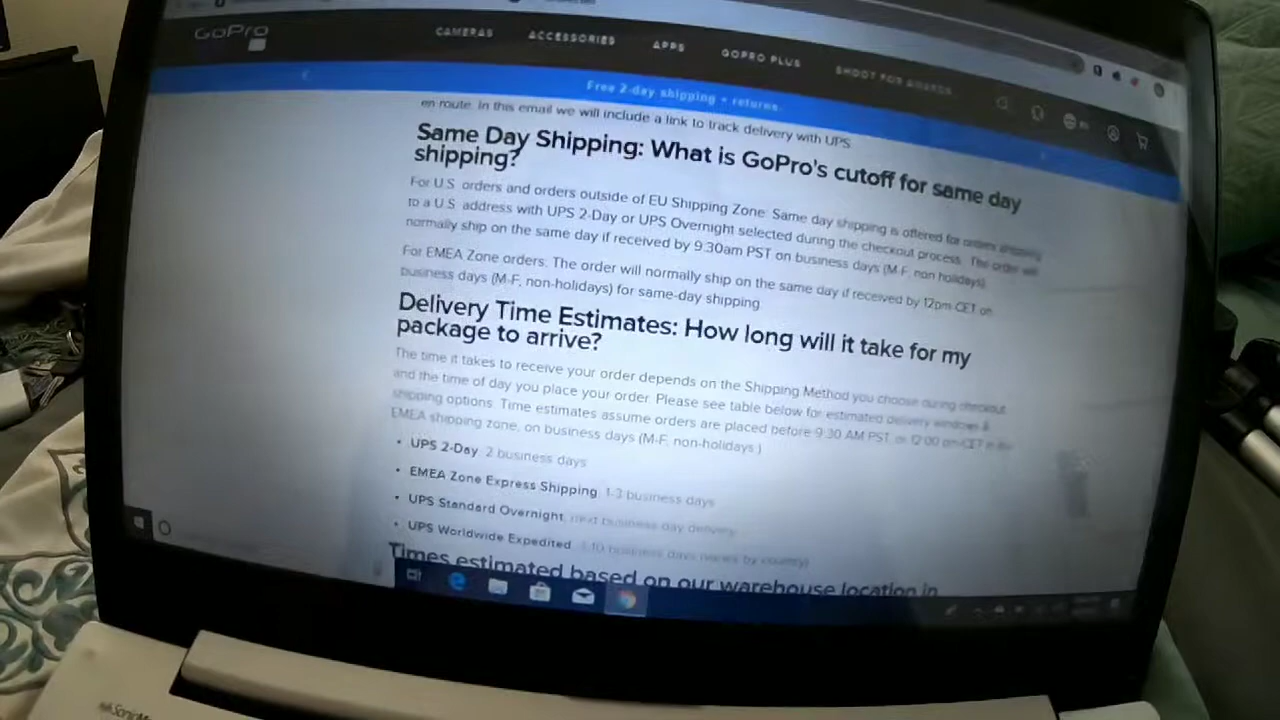 GoPro
CAMERAS ACCESSORIES APPS GOPRO PLUS SHOOT FOR AWARDS
Free 2-day shipping + returns.
en route. In this email we will include a link to track delivery with UPS
Same Day Shipping: What is GoPro's cutoff for same day
shipping?
For U.S. orders and orders outside of EU Shipping Zone: Same day shipping is offered for orders shipping
to a U.S. address with UPS 2-Day or UPS Overnight selected during the checkout process. The order will
normally ship on the same day if received by 9:30am PST on business days (M-F, non holidays).
For EMEA Zone orders: The order will normally ship on the same day if received by 12pm CET on
business days (M-F, non-holidays) for same-day shipping.
Delivery Time Estimates: How long will it take for my
package to arrive?
The time it takes to receive your order depends on the Shipping Method you choose during checkout
and the time of day you place your order. Please see table below for estimated delivery windows &
shipping options. Time estimates assume orders are placed before 9:30 AM PST, or 12:00 pm CET in the
EMEA shipping zone, on business days (M-F, non-holidays.)
• UPS 2-Day 2 business days
• EMEA Zone Express Shipping 1-3 business days
• UPS Standard Overnight next business day delivery
• UPS Worldwide Expedited business days (varies by country)
Times estimated based on our warehouse location in